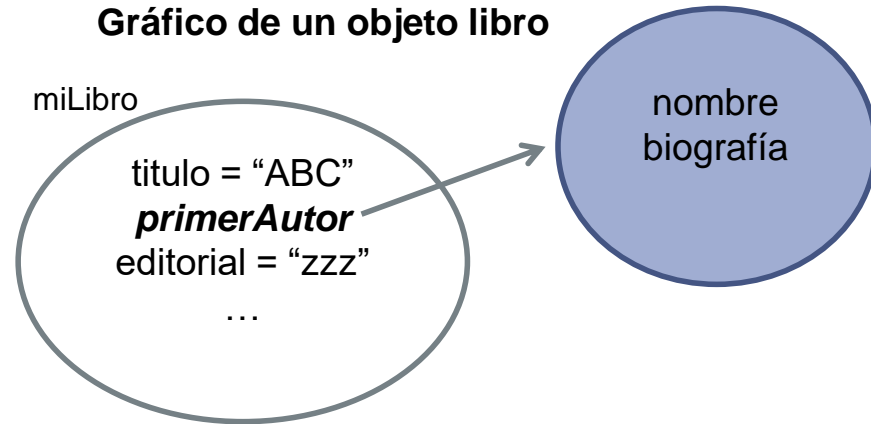 Gráfico de un objeto libro
miLibro
titulo = “ABC”
primerAutor
editorial = “zzz”
…
nombre
biografía